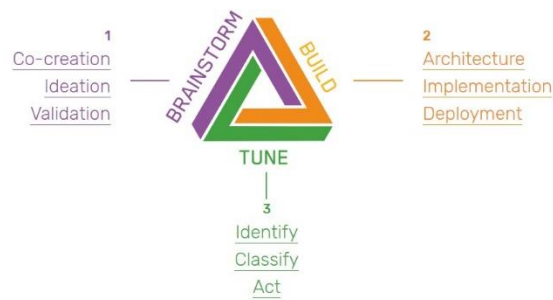 1
Co-creation
Ideation
Validation
BRAINSTORM
BUILD
2
Architecture
Implementation
Deployment
TUNE
3
Identify
Classify
Act